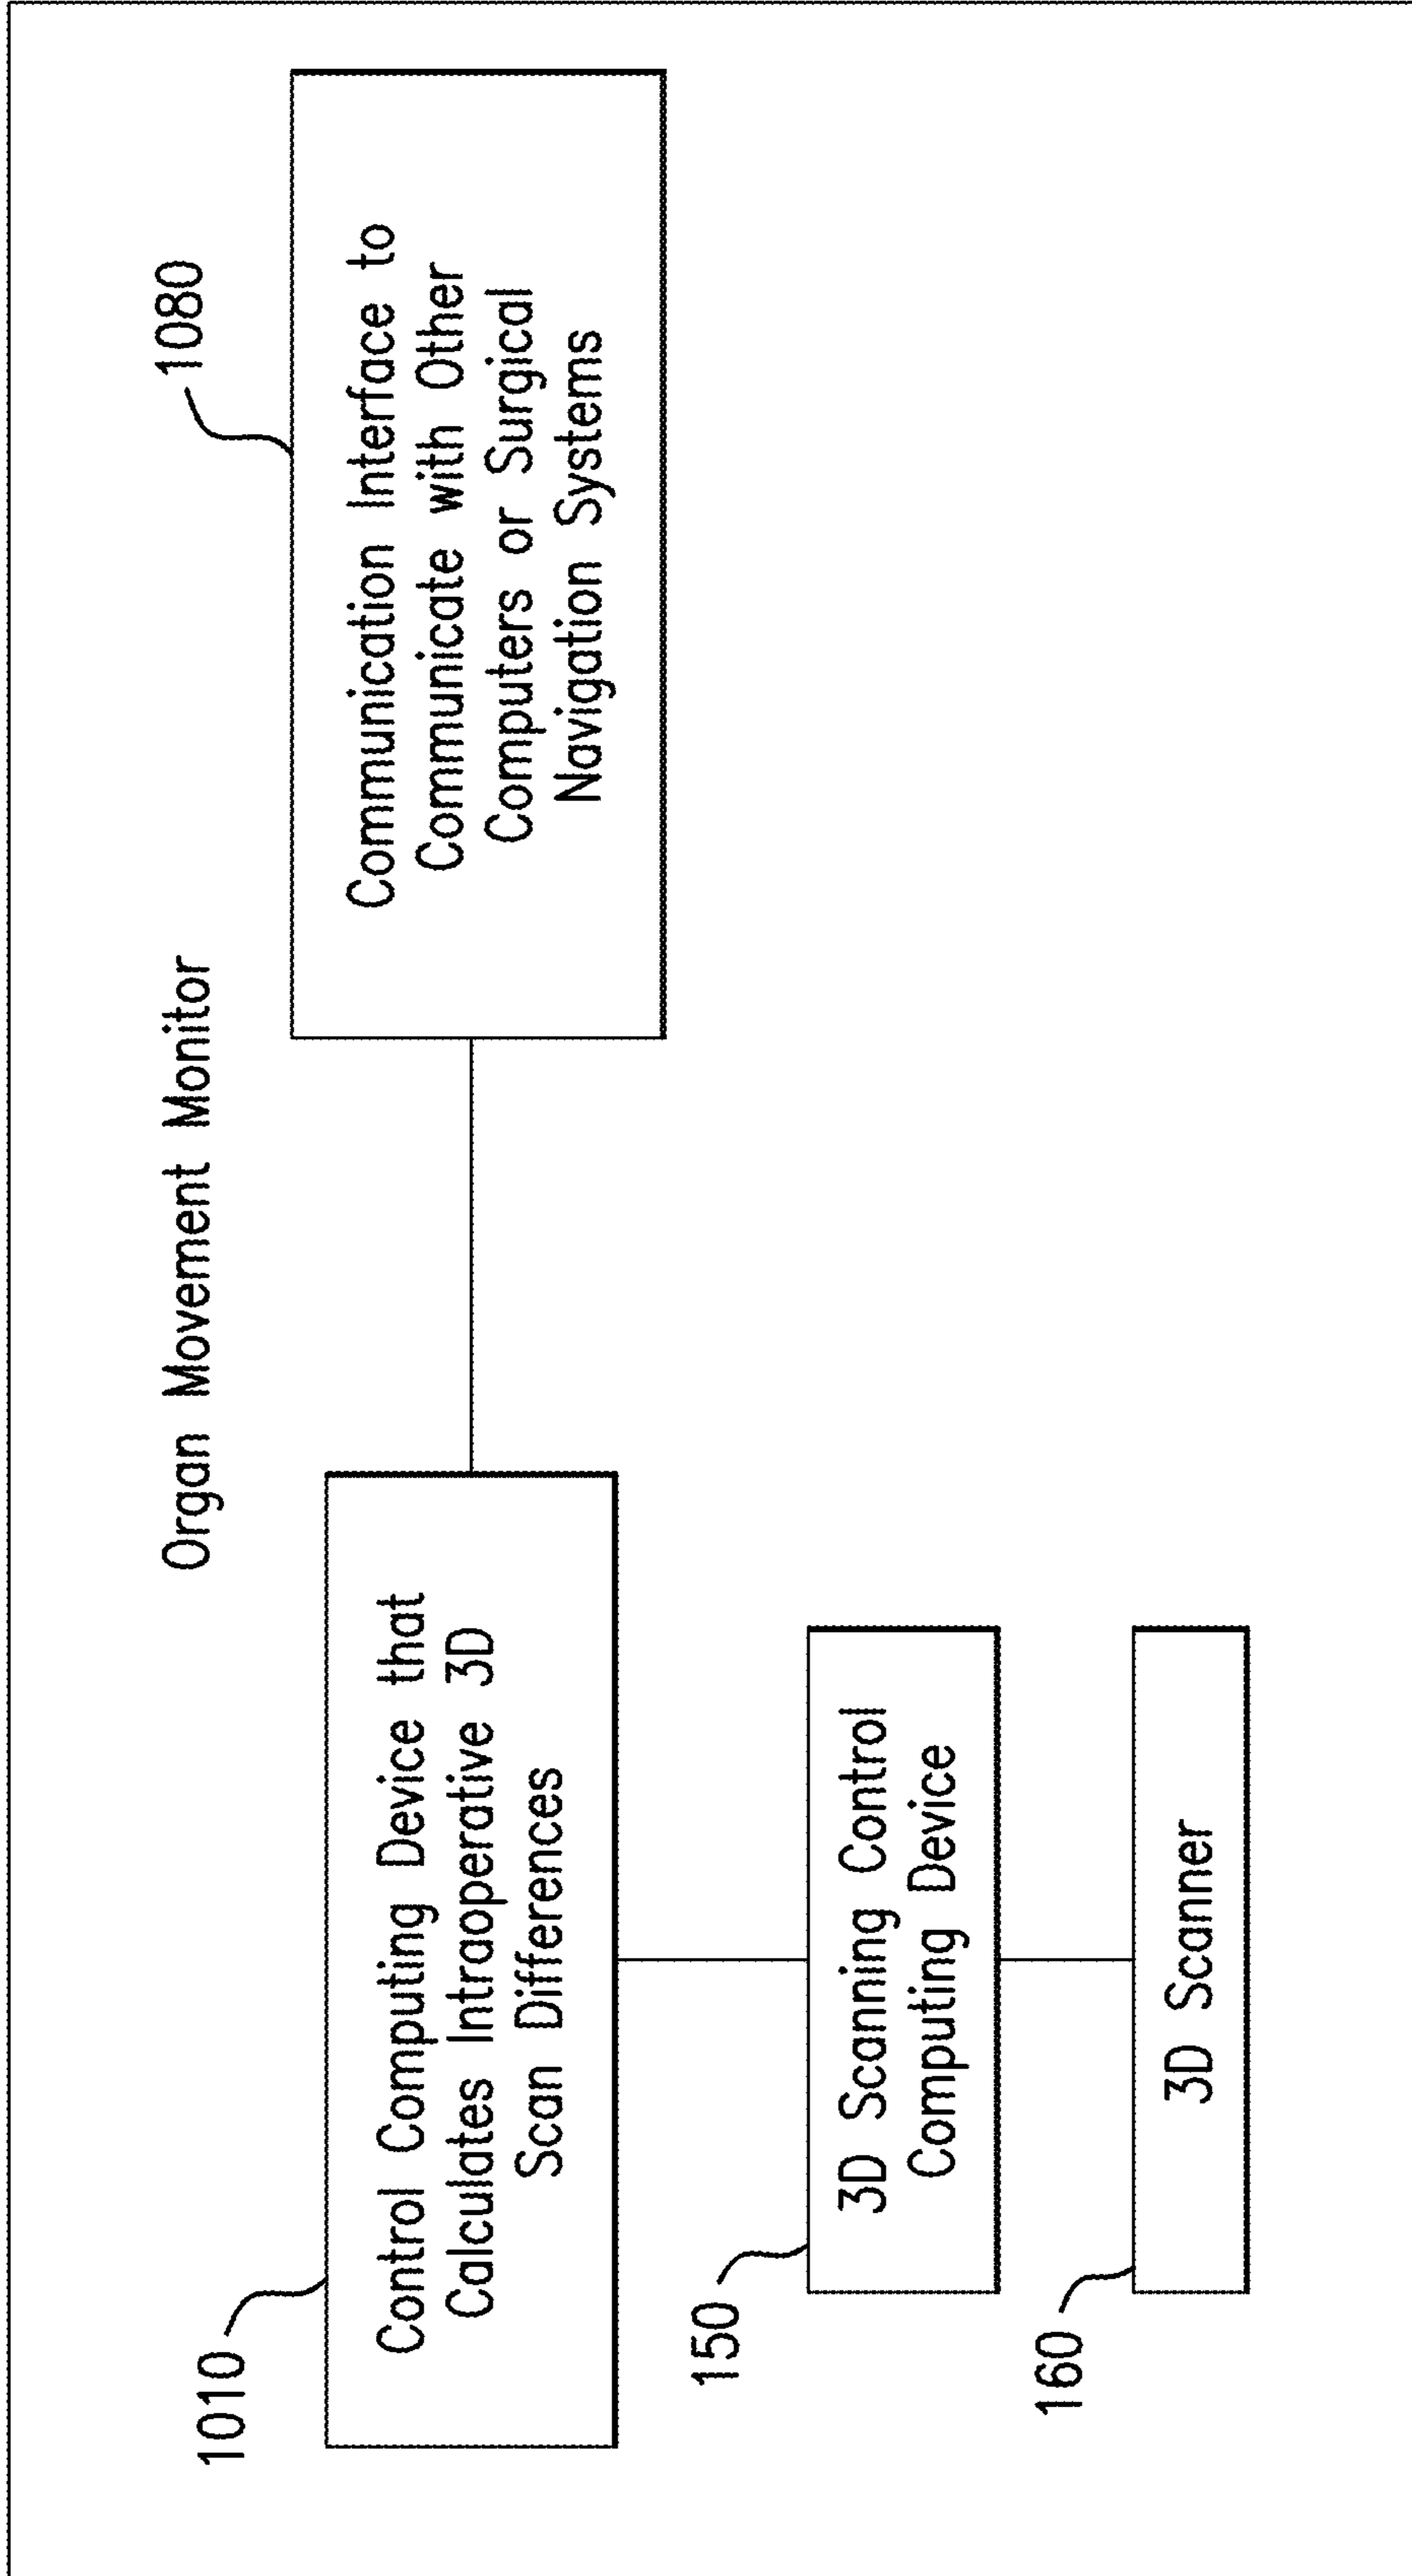 Organ Movement Monitor
1010
Control Computing Device that
Calculates Intraoperative 3D
Scan Differences
1080
Communication Interface to
Communicate with Other
Computers or Surgical
Navigation Systems
150
3D Scanning Control
Computing Device
160
3D Scanner